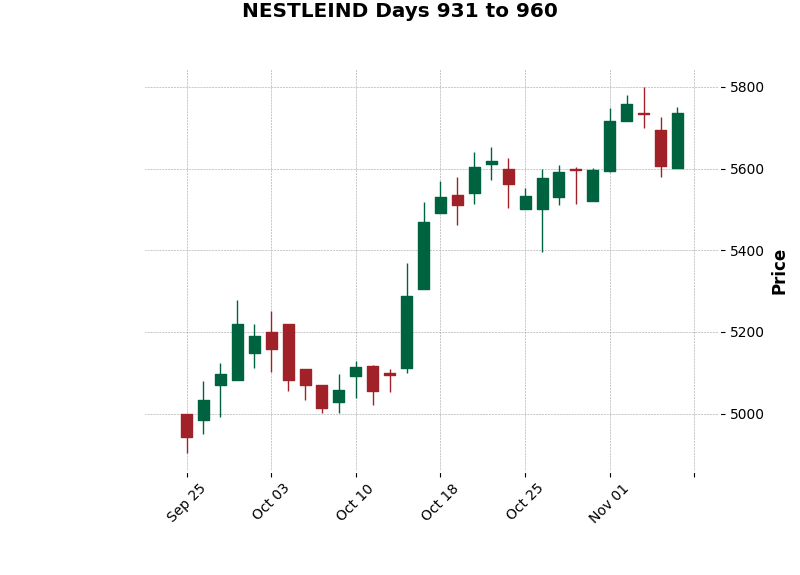 NESTLEIND Days 931 to 960
5800
5600
5400
5200
5000
Price
Sep 25
Oct 03
Oct 10
Oct 18
Oct 25
Nov 01